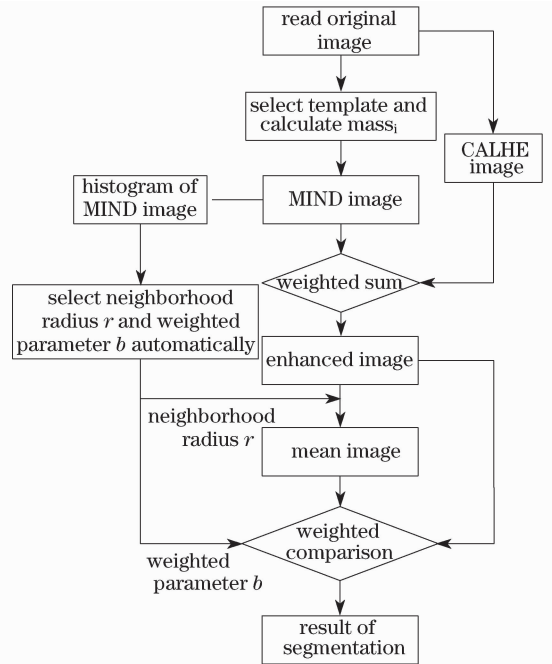 read original
image
select template and
calculate massi
CALHE
image
histogram of
MIND image
MIND image
weighted sum
select neighborhood
radius r and weighted
parameter b automatically
enhanced image
neighborhood
radius r
mean image
weighted
comparison
weighted
parameter b
result of
segmentation